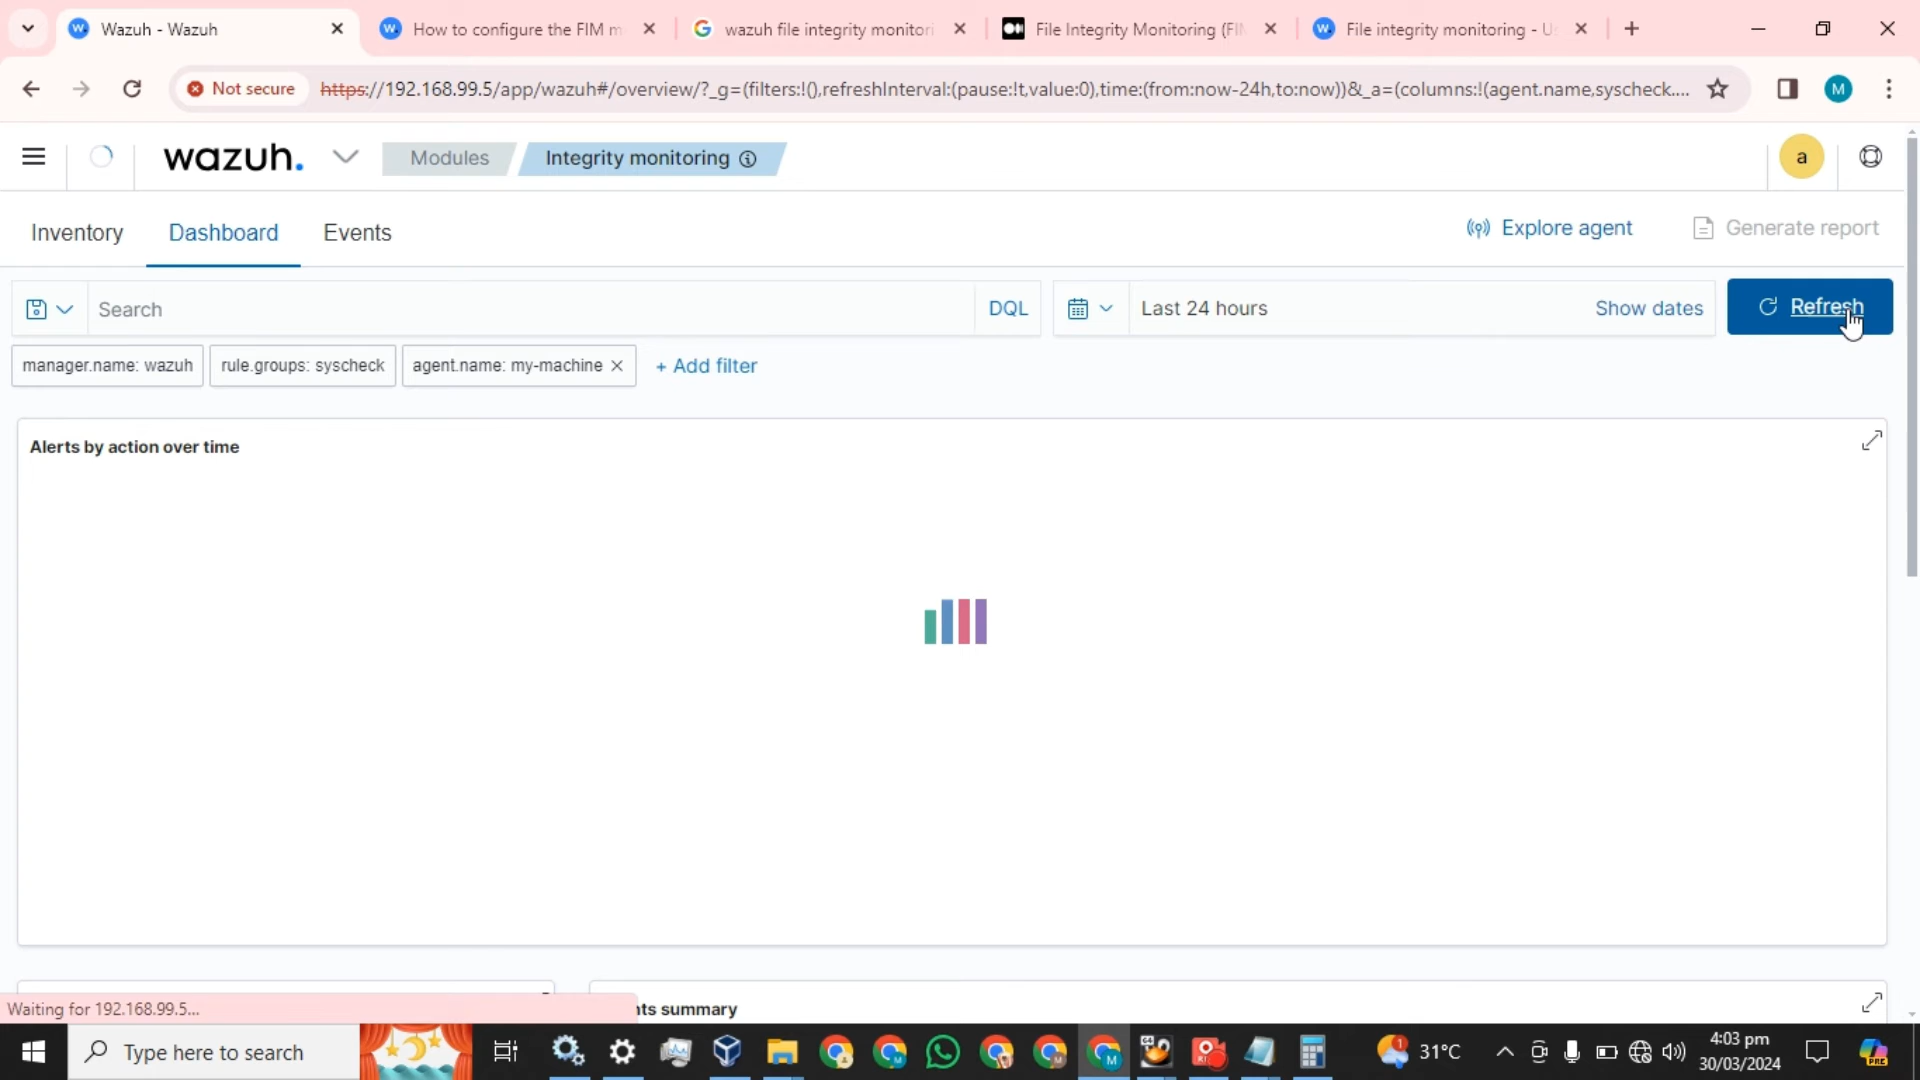 Wazuh - Wazuh
How to configure the FIM m
wazuh file integrity monitori
File Integrity Monitoring (FI
File integrity monitoring - U
Not secure
https://192.168.99.5/app/wazuh#/overview/?_g=(filters:!(),refreshInterval:(pause:!t,value:0),time:(from:now-24h,to:now))&_a=(columns:!(agent.name,syscheck....
M
wazuh.
Modules
Integrity monitoring
a
Inventory
Dashboard
Events
Explore agent
Generate report
Search
DQL
Last 24 hours
Show dates
Refresh
manager.name: wazuh
rule.groups: syscheck
agent.name: my-machine
+ Add filter
Alerts by action over time
Waiting for 192.168.99.5...
nts summary
Type here to search
31°C
4:03 pm
30/03/2024